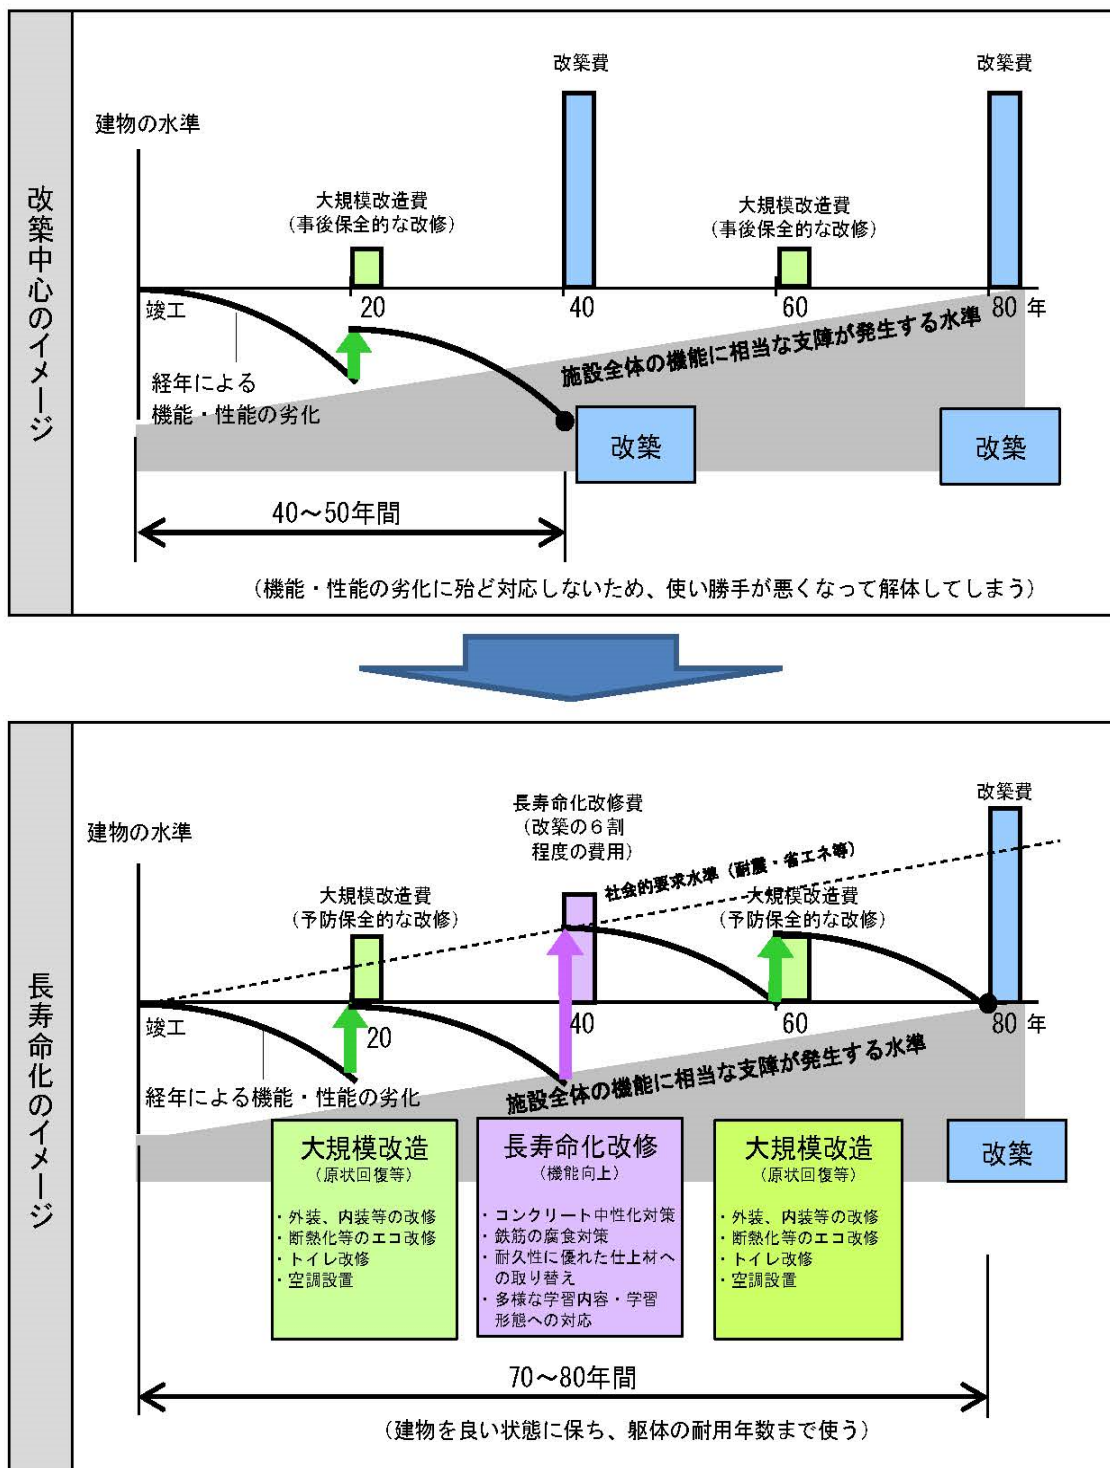 改築中心のイメージ
改築費
改築費
建物の水準
大規模改造費
（事後保全的な改修）
大規模改造費
（事後保全的な改修）
竣工
20
40
60
80 年
施設全体の機能に相当な支障が発生する水準
経年による
機能・性能の劣化
改築
改築
40～50年間
（機能・性能の劣化に殆ど対応しないため、使い勝手が悪くなって解体してしまう）
長寿命化のイメージ
改築費
長寿命化改修費
（改築の６割
程度の費用）
建物の水準
社会的要求水準（耐震・省エネ等）
大規模改造費
（予防保全的な改修）
大規模改造費
（予防保全的な改修）
竣工
20
40
60
80 年
施設全体の機能に相当な支障が発生する水準
経年による機能・性能の劣化
大規模改造
（原状回復等）
・外装、内装等の改修
・断熱化等のエコ改修
・トイレ改修
・空調設置
長寿命化改修
（機能向上）
・コンクリート中性化対策
・鉄筋の腐食対策
・耐久性に優れた仕上材へ
の取り替え
・多様な学習内容・学習
形態への対応
大規模改造
（原状回復等）
・外装、内装等の改修
・断熱化等のエコ改修
・トイレ改修
・空調設置
改築
70～80年間
（建物を良い状態に保ち、躯体の耐用年数まで使う）